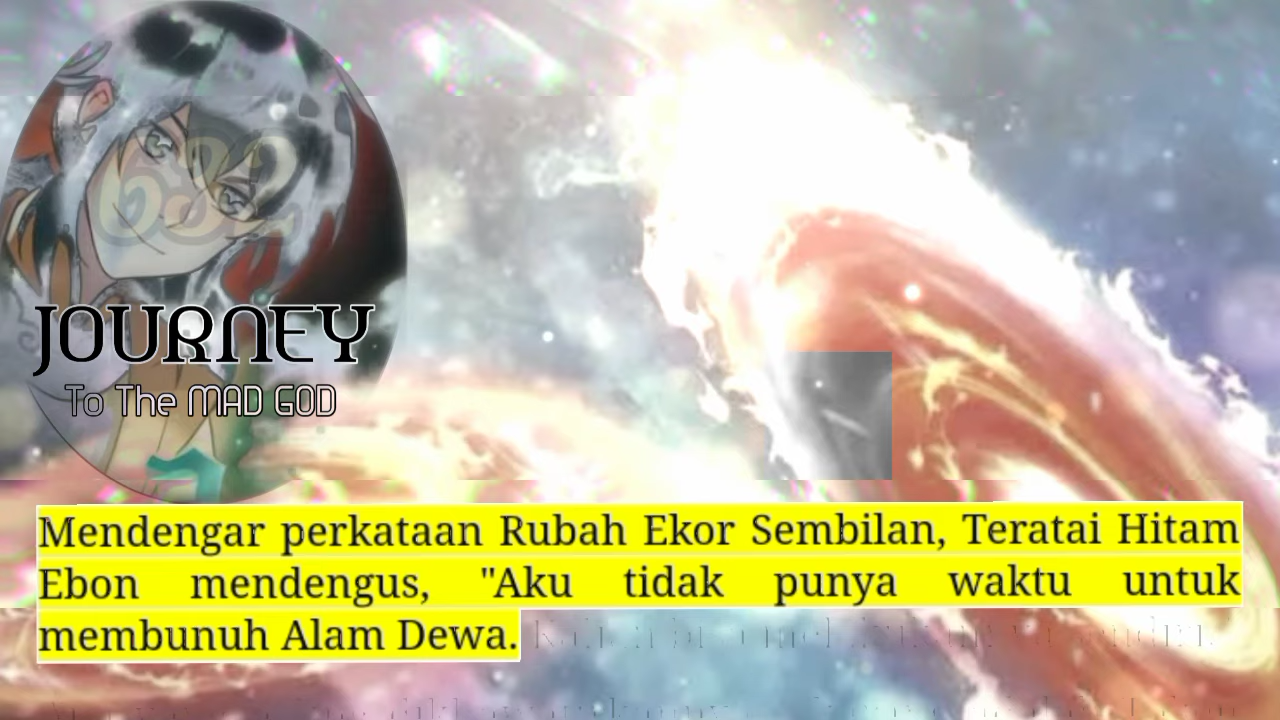 632
JOURNEY
To The MAD GOD
Mendengar perkataan Rubah Ekor Sembilan, Teratai Hitam
Ebon mendengus, "Aku tidak punya waktu untuk
membunuh Alam Dewa.